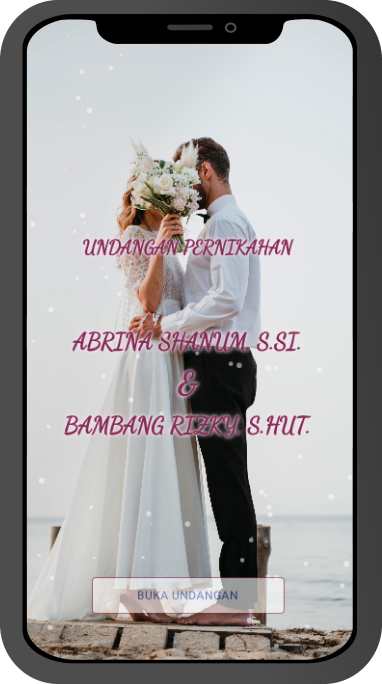 UNDANGAN PERNIKAHAN
ABRINA SHANUM, S.SI.
&
BAMBANG RIZKY, S.HUT.
BUKA UNDANGAN